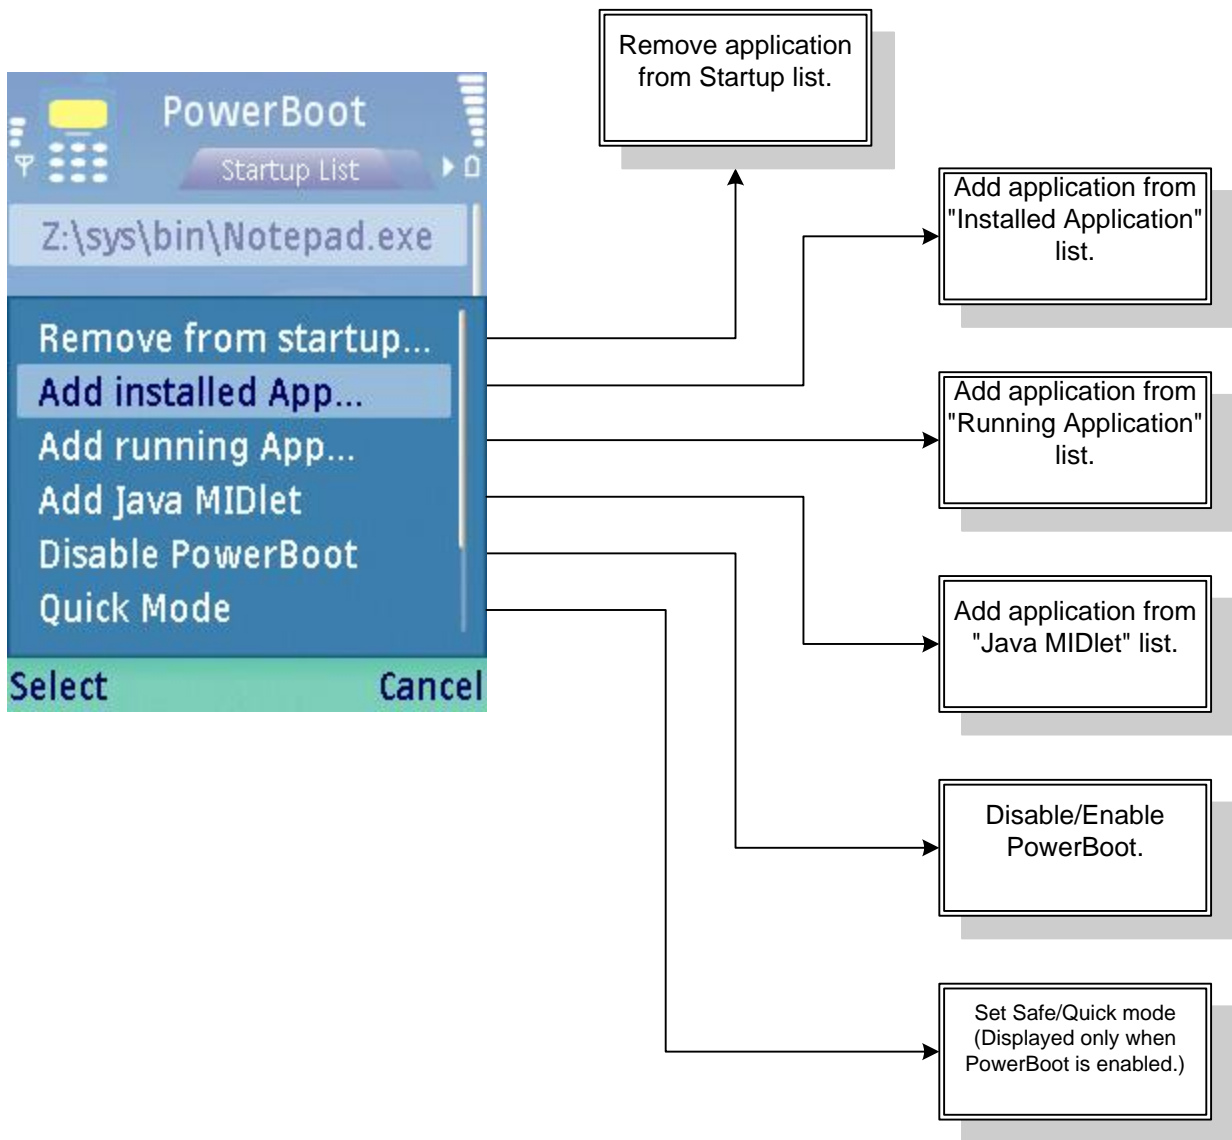 Remove application
from Startup list.
PowerBoot
Startup List
Z:\sys\bin\Notepad.exe
Remove from startup...
Add installed App...
Add running App...
Add Java MIDlet
Disable PowerBoot
Quick Mode
Select
Cancel
Add application from
"Installed Application"
list.
Add application from
"Running Application"
list.
Add application from
"Java MIDlet" list.
Disable/Enable
PowerBoot.
Set Safe/Quick mode
(Displayed only when
PowerBoot is enabled.)